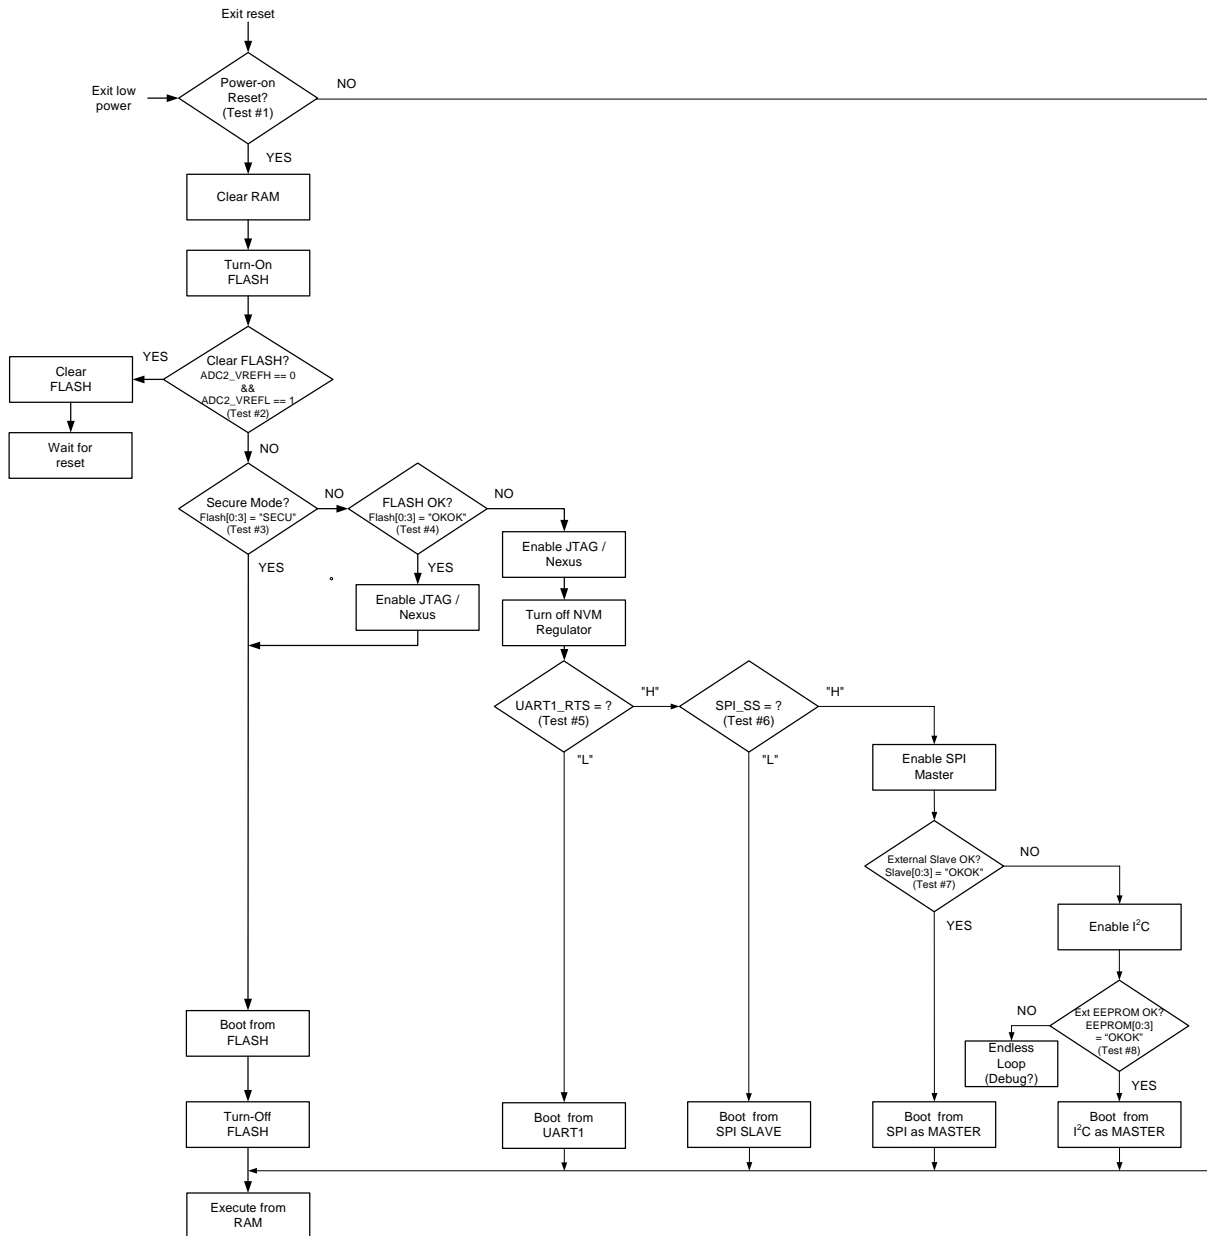 Exit reset
Power-on
Reset?
(Test #1)
NO
Exit low
power
YES
Clear RAM
Turn-On
FLASH
YES
Clear FLASH?
ADC2_VREFH == 0
&&
ADC2_VREFL == 1
(Test #2)
Clear
FLASH
Wait for
reset
NO
Secure Mode?
Flash[0:3] = "SECU"
(Test #3)
NO
FLASH OK?
Flash[0:3] = "OKOK"
(Test #4)
NO
YES
YES
Enable JTAG /
Nexus
Enable JTAG /
Nexus
Turn off NVM
Regulator
UART1_RTS = ?
(Test #5)
"H"
SPI_SS = ?
(Test #6)
"H"
"L"
"L"
Enable SPI
Master
External Slave OK?
Slave[0:3] = "OKOK"
(Test #7)
NO
YES
Enable I²C
Ext EEPROM OK?
EEPROM[0:3]
= "OKOK"
(Test #8)
NO
Endless
Loop
(Debug?)
YES
Boot from
FLASH
Turn-Off
FLASH
Boot from
UART1
Boot from
SPI SLAVE
Boot from
SPI as MASTER
Boot from
I²C as MASTER
Execute from
RAM